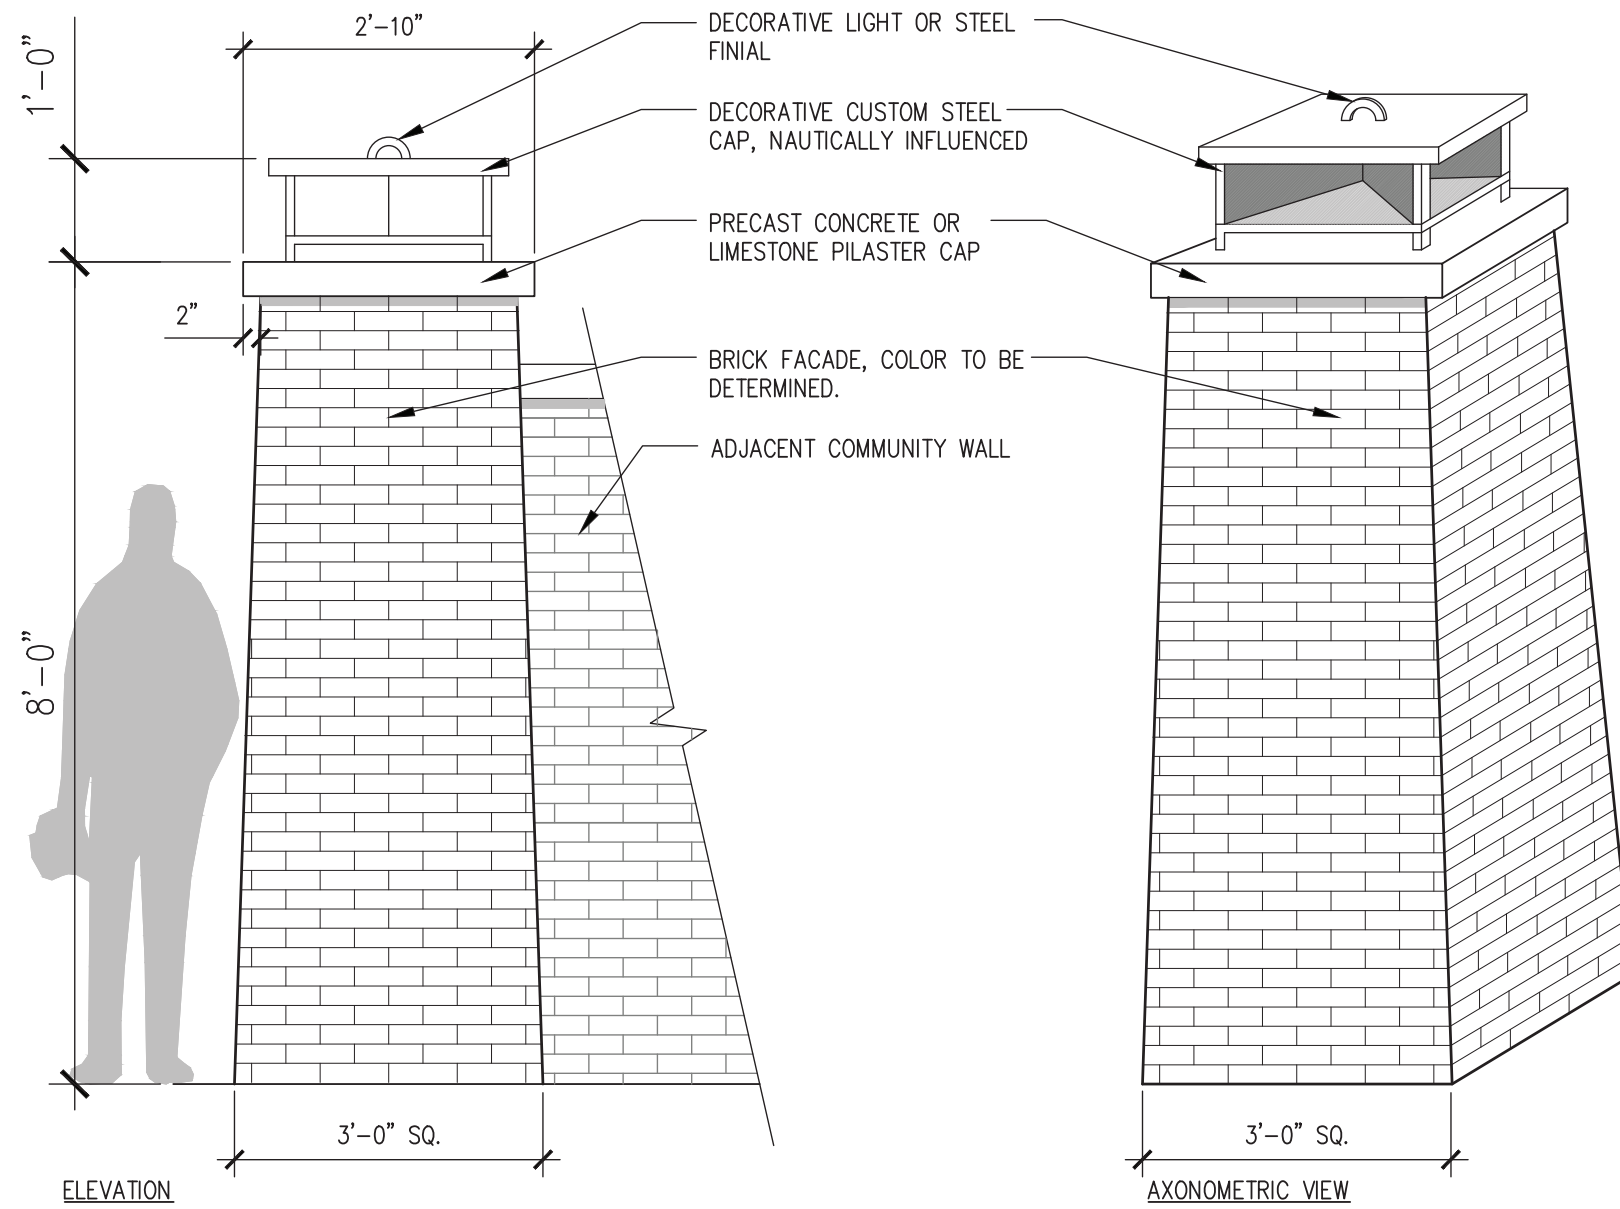 2'-10"
1'-0"
DECORATIVE LIGHT OR STEEL
FINIAL
DECORATIVE CUSTOM STEEL
CAP, NAUTICALLY INFLUENCED
PRECAST CONCRETE OR
LIMESTONE PILASTER CAP
2"
BRICK FACADE, COLOR TO BE
DETERMINED.
ADJACENT COMMUNITY WALL
8'-0"
3'-0" SQ.
3'-0" SQ.
ELEVATION
AXONOMETRIC VIEW